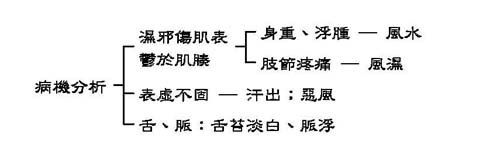 病機分析
濕邪傷肌表
鬱於肌腠
身重、浮腫 — 風水
肢節疼痛 — 風濕
表虛不固 — 汗出；惡風
舌、脈：舌苔淡白、脈浮